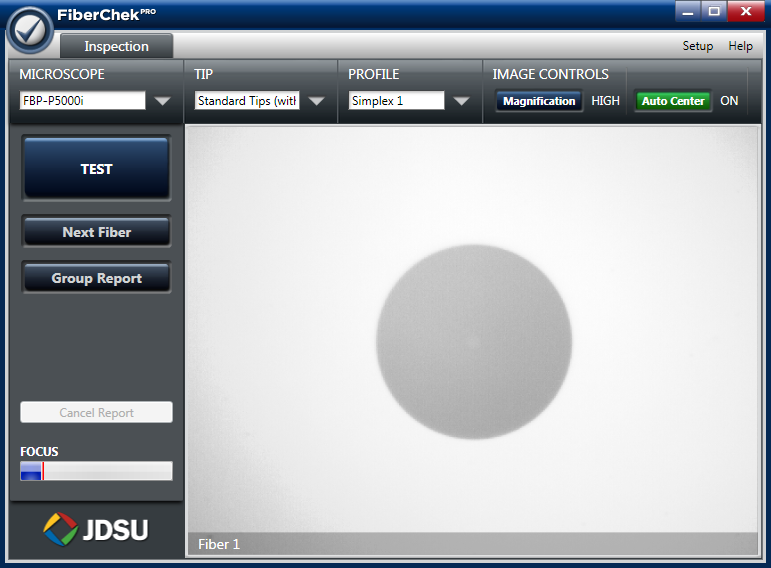 FiberChek PRO
Inspection
Setup Help
MICROSCOPE
FBP-P5000i
TIP
Standard Tips (with
PROFILE
Simplex 1
IMAGE CONTROLS
Magnification HIGH Auto Center ON
TEST
Next Fiber
Group Report
Cancel Report
FOCUS
JDSU
Fiber 1